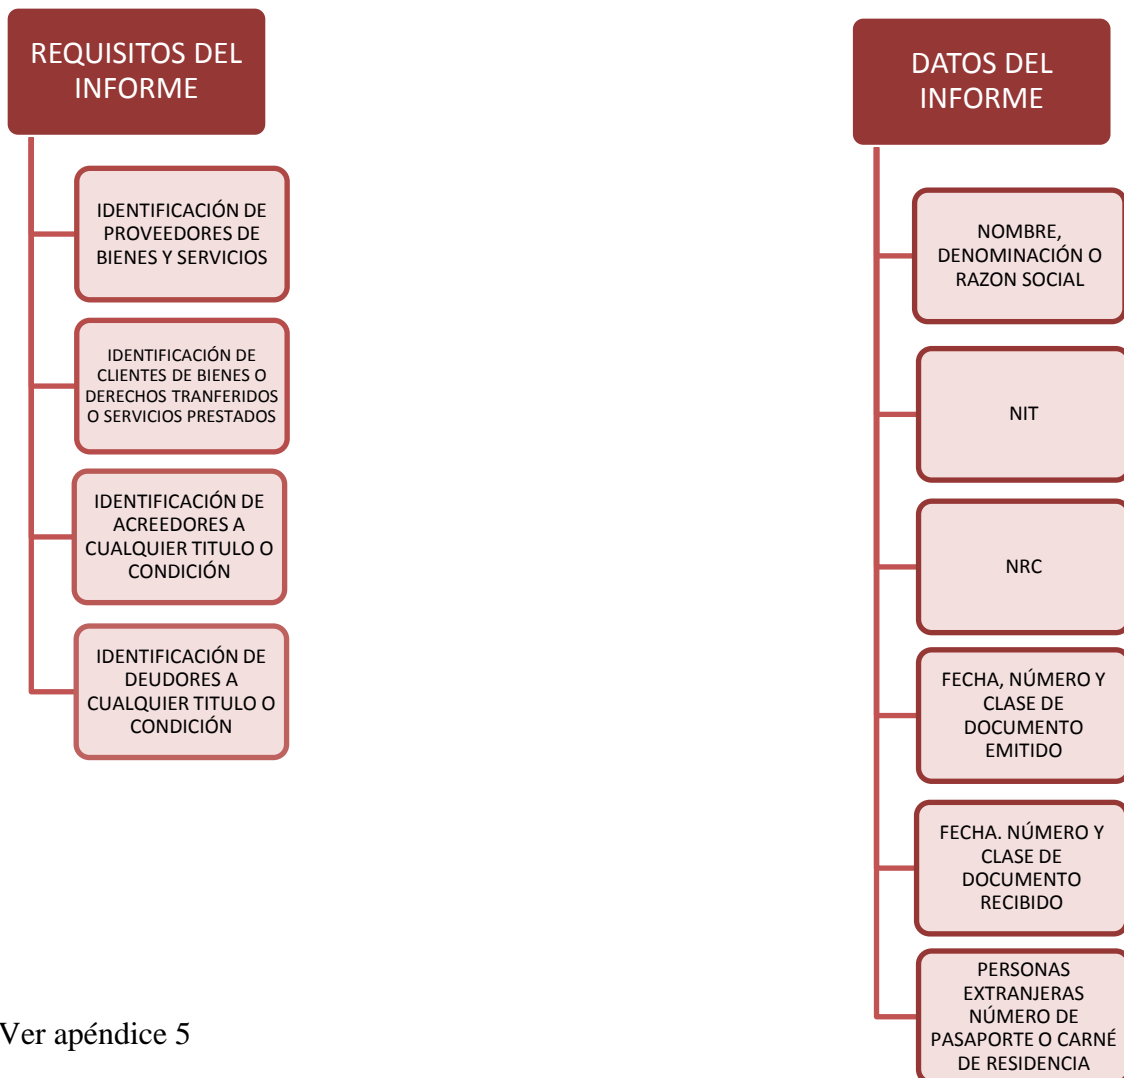 REQUISITOS DEL
INFORME
IDENTIFICACIÓN DE
PROVEEDORES DE
BIENES Y SERVICIOS
IDENTIFICACIÓN DE
CLIENTES DE BIENES O
DERECHOS TRANFERIDOS
O SERVICIOS PRESTADOS
IDENTIFICACIÓN DE
ACREEDORES A
CUALQUIER TITULO O
CONDICIÓN
IDENTIFICACIÓN DE
DEUDORES A
CUALQUIER TITULO O
CONDICIÓN
DATOS DEL
INFORME
NOMBRE,
DENOMINACIÓN O
RAZON SOCIAL
NIT
NRC
FECHA, NÚMERO Y
CLASE DE
DOCUMENTO
EMITIDO
FECHA. NÚMERO Y
CLASE DE
DOCUMENTO
RECIBIDO
PERSONAS
EXTRANJERAS
NÚMERO DE
PASAPORTE O CARNÉ
DE RESIDENCIA
Ver apéndice 5